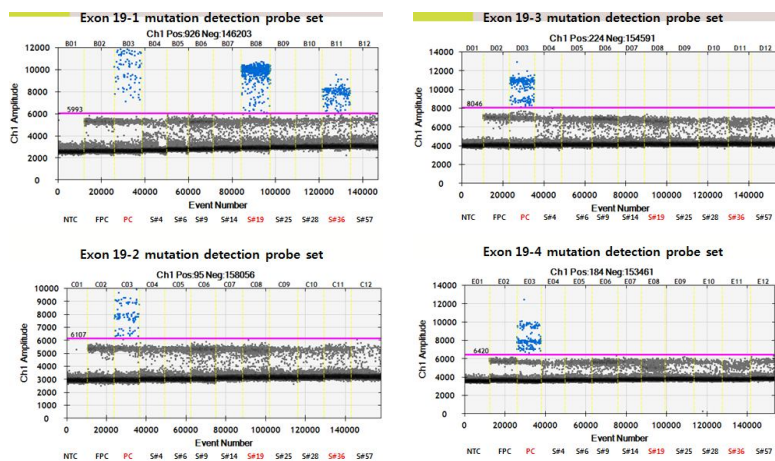 Exon 19-1 mutation detection probe set
Ch1 Pos:926 Neg:146203
B01 B02 B03 B04 B05 B06 B07 B08 B09 B10 B11 B12
Ch1 Amplitude
12000
10000
8000
5993
6000
4000
2000
0
0 20000 40000 60000 80000 100000 120000 140000
Event Number
NTC FPC PC S#4 S#6 S#9 S#14 S#19 S#25 S#28 S#36 S#57
Exon 19-3 mutation detection probe set
Ch1 Pos:224 Neg:154591
D01 D02 D03 D04 D05 D06 D07 D08 D09 D10 D11 D12
Ch1 Amplitude
14000
12000
10000
8046
8000
6000
4000
2000
0
0 20000 40000 60000 80000 100000 120000 140000
Event Number
NTC FPC PC S#4 S#6 S#9 S#14 S#19 S#25 S#28 S#36 S#57
Exon 19-2 mutation detection probe set
Ch1 Pos:95 Neg:158056
C01 C02 C03 C04 C05 C06 C07 C08 C09 C10 C11 C12
Ch1 Amplitude
10000
9000
8000
7000
6107
6000
5000
4000
3000
2000
1000
0
0 20000 40000 60000 80000 100000 120000 140000
Event Number
NTC FPC PC S#4 S#6 S#9 S#14 S#19 S#25 S#28 S#36 S#57
Exon 19-4 mutation detection probe set
Ch1 Pos:184 Neg:153461
E01 E02 E03 E04 E05 E06 E07 E08 E09 E10 E11 E12
Ch1 Amplitude
14000
12000
10000
8000
6420
6000
4000
2000
0
0 20000 40000 60000 80000 100000 120000 140000
Event Number
NTC FPC PC S#4 S#6 S#9 S#14 S#19 S#25 S#28 S#36 S#57